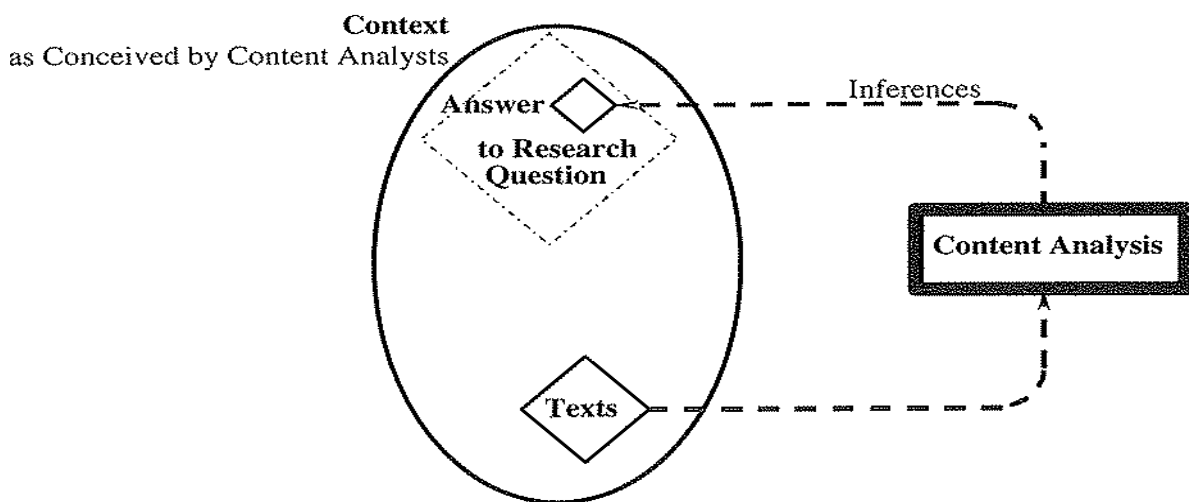 Context
as Conceived by Content Analysts
Answer
to Research
Question
Inferences
Content Analysis
Texts